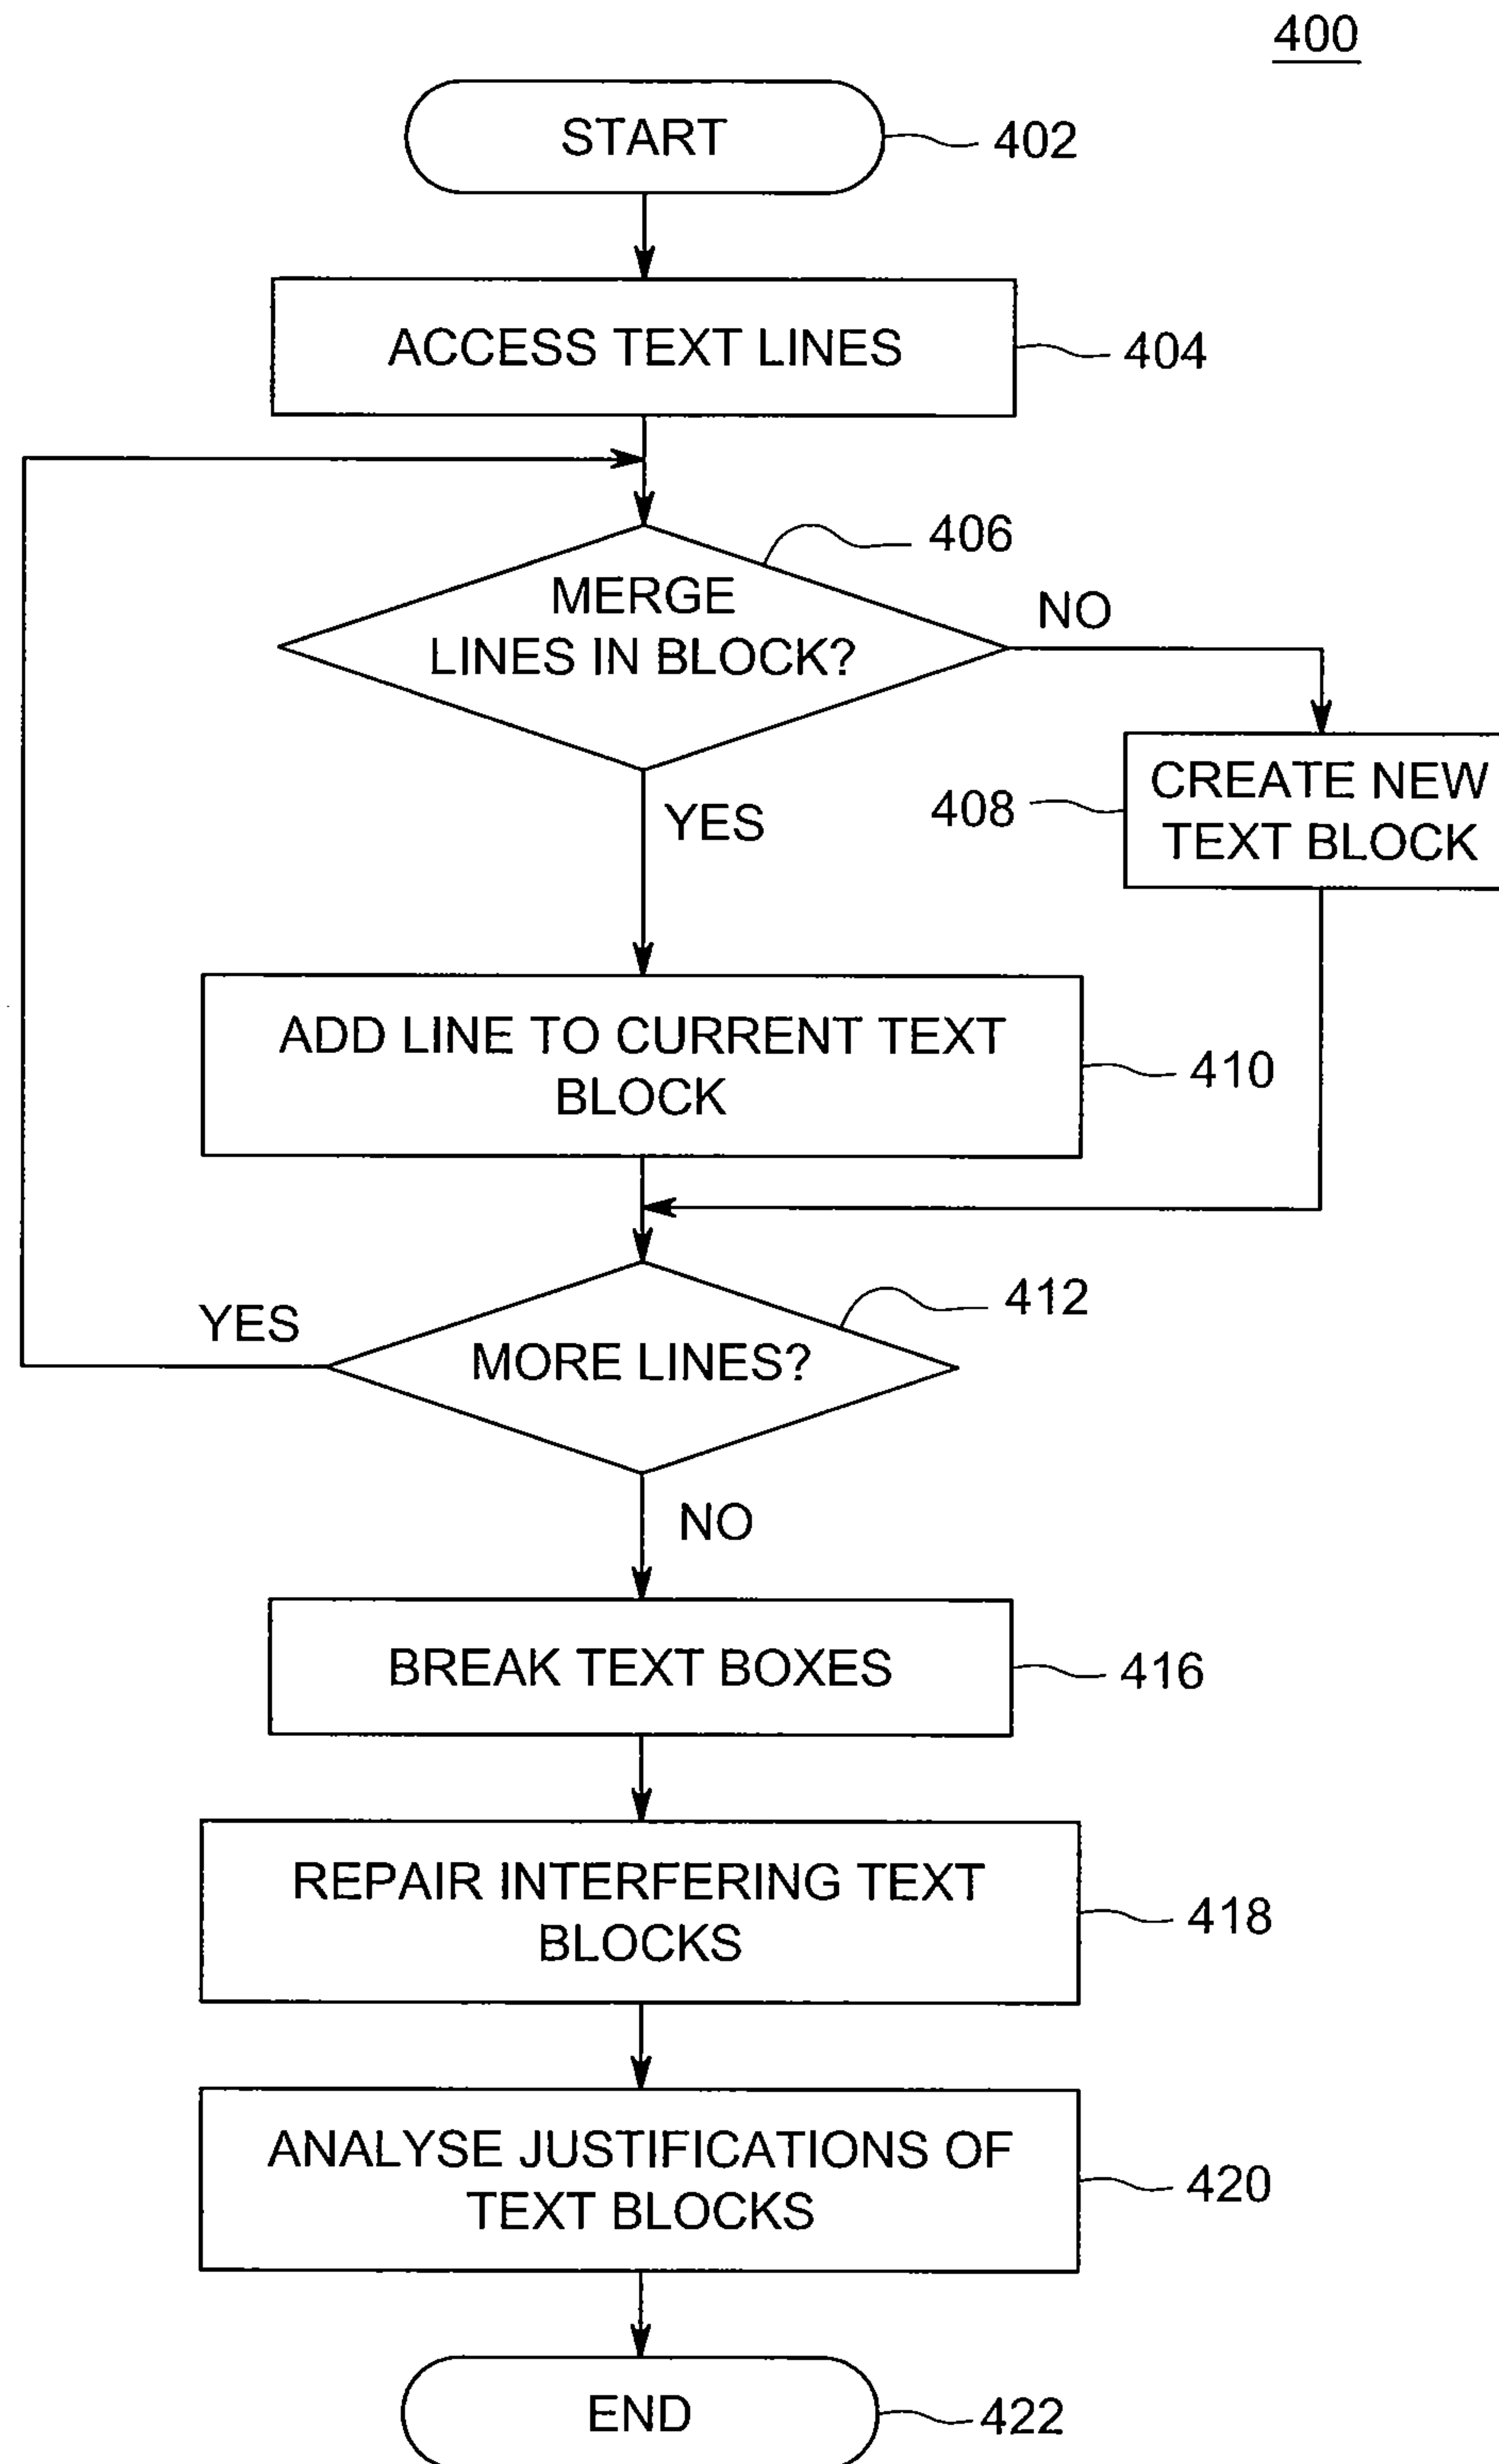 400
START
402
ACCESS TEXT LINES
404
406
MERGE
LINES IN BLOCK?
NO
YES
408
CREATE NEW
TEXT BLOCK
ADD LINE TO CURRENT TEXT
BLOCK
410
412
YES
MORE LINES?
NO
BREAK TEXT BOXES
416
REPAIR INTERFERING TEXT
BLOCKS
418
ANALYSE JUSTIFICATIONS OF
TEXT BLOCKS
420
END
422